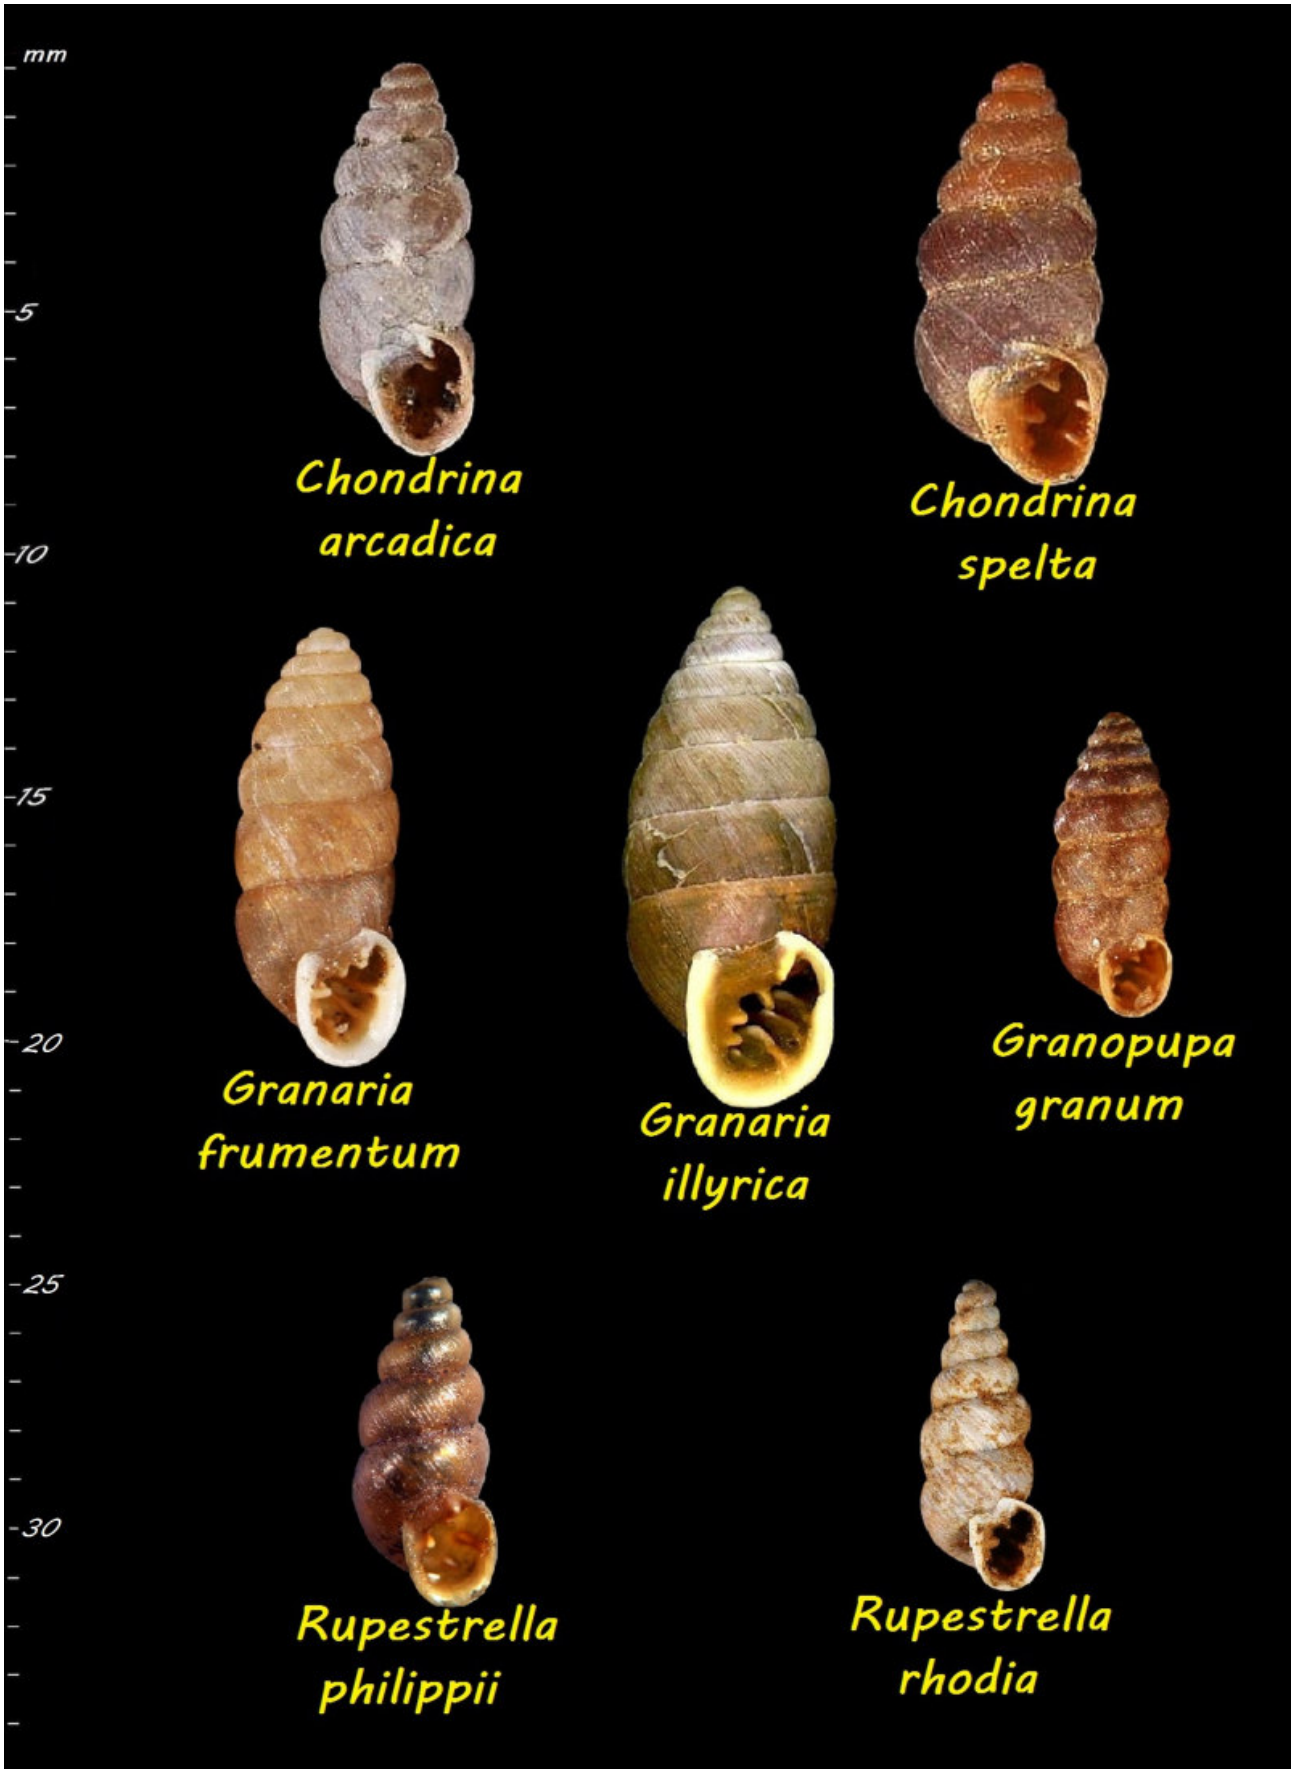 mm
5
Chondrina
arcadica
Chondrina
spelta
10
15
20
Granaria
frumentum
Granaria
illyrica
Granopupa
granum
25
30
Rupestrella
philippii
Rupestrella
rhodia